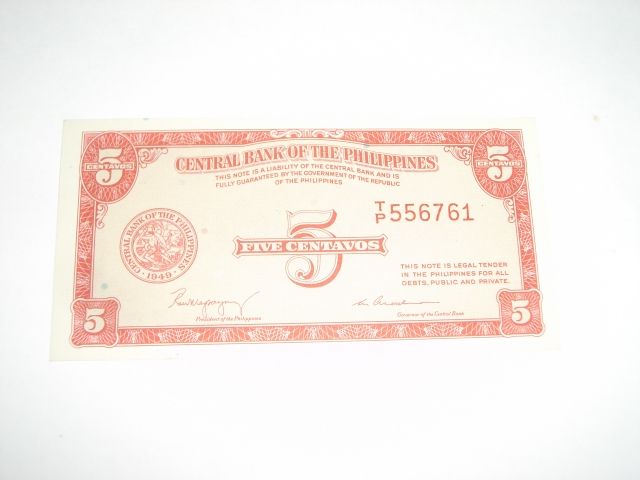 5
CENTAVOS
CENTRAL BANK OF THE PHILIPPINES
5
CENTAVOS
THIS NOTE IS A LIABILITY OF THE CENTRAL BANK AND IS
FULLY GUARANTEED BY THE GOVERNMENT OF THE REPUBLIC
OF THE PHILIPPINES
T/P 556761
CENTRAL BANK OF THE PHILIPPINES
·1949·
5
FIVE CENTAVOS
THIS NOTE IS LEGAL TENDER
IN THE PHILIPPINES FOR ALL
DEBTS, PUBLIC AND PRIVATE.
President of the Philippines
Governor of the Central Bank
5
5